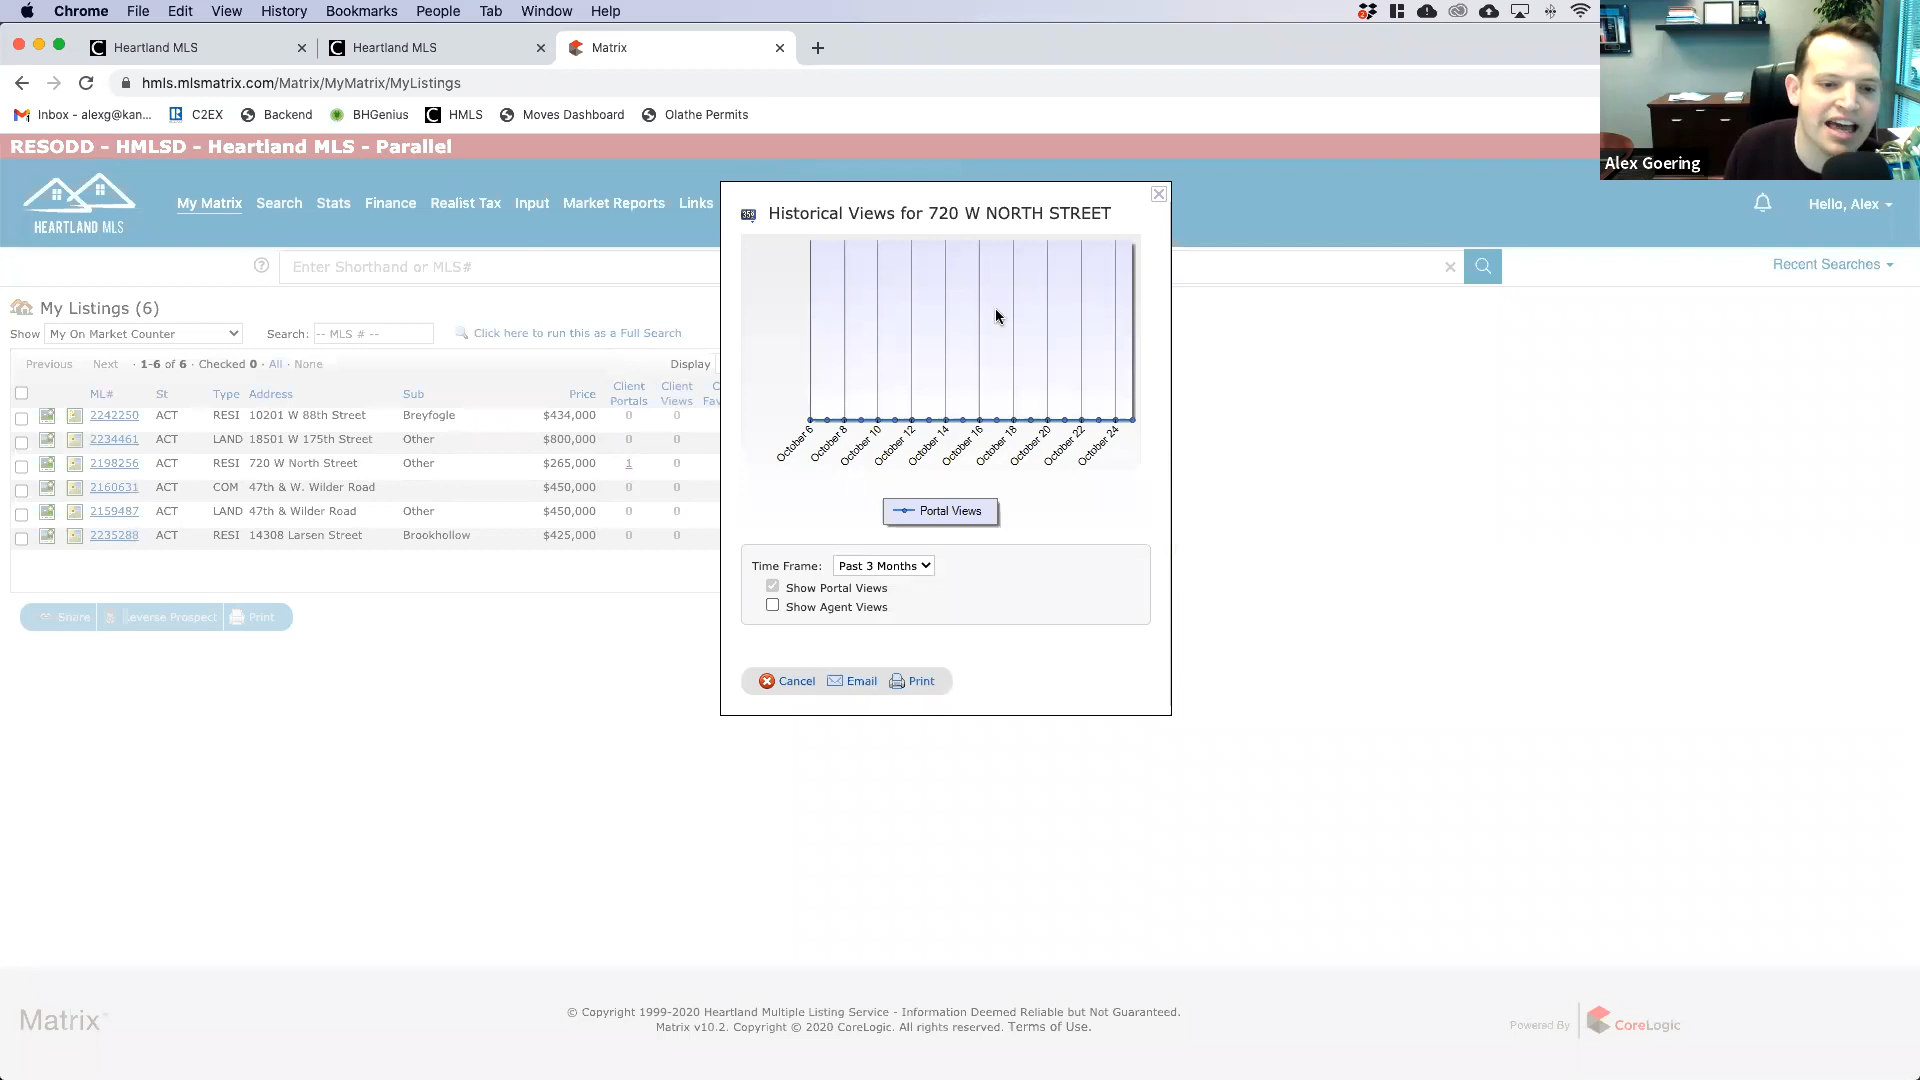 Chrome File Edit View History Bookmarks People Tab Window Help
Heartland MLS
Heartland MLS
Matrix
hmls.mlsmatrix.com/Matrix/MyMatrix/MyListings
Inbox - alexg@kan... C2EX Backend BHGenius HMLS Moves Dashboard Olathe Permits
RESODD - HMLSD - Heartland MLS - Parallel
Alex Goering
HEARTLAND MLS
My Matrix Search Stats Finance Realist Tax Input Market Reports Links
Hello, Alex
Enter Shorthand or MLS#
Recent Searches
My Listings (6)
Show My On Market Counter Search: -- MLS # -- Click here to run this as a Full Search
Previous Next · 1-6 of 6 · Checked 0 · All · None Display
ML# St Type Address Sub Price Client Portals Client Views
2242250 ACT RESI 10201 W 88th Street Breyfogle $434,000 0 0
2234461 ACT LAND 18501 W 175th Street Other $800,000 0 0
2198256 ACT RESI 720 W North Street Other $265,000 1 0
2160631 ACT COM 47th & W. Wilder Road $450,000 0 0
2159487 ACT LAND 47th & Wilder Road Other $450,000 0 0
2235288 ACT RESI 14308 Larsen Street Brookhollow $425,000 0 0
Share everse Prospect Print
Historical Views for 720 W NORTH STREET
October 6 October 8 October 10 October 12 October 14 October 16 October 18 October 20 October 22 October 24
Portal Views
Time Frame: Past 3 Months
Show Portal Views
Show Agent Views
Cancel Email Print
Matrix
© Copyright 1999-2020 Heartland Multiple Listing Service - Information Deemed Reliable but Not Guaranteed.
Matrix v10.2. Copyright © 2020 CoreLogic. All rights reserved. Terms of Use.
Powered By CoreLogic